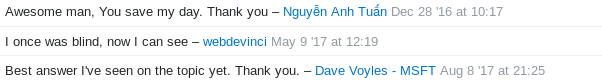 Awesome man, You save my day. Thank you – Nguyễn Anh Tuấn Dec 28 '16 at 10:17
I once was blind, now I can see – webdevinci May 9 '17 at 12:19
Best answer I've seen on the topic yet. Thank you. – Dave Voyles - MSFT Aug 8 '17 at 21:25